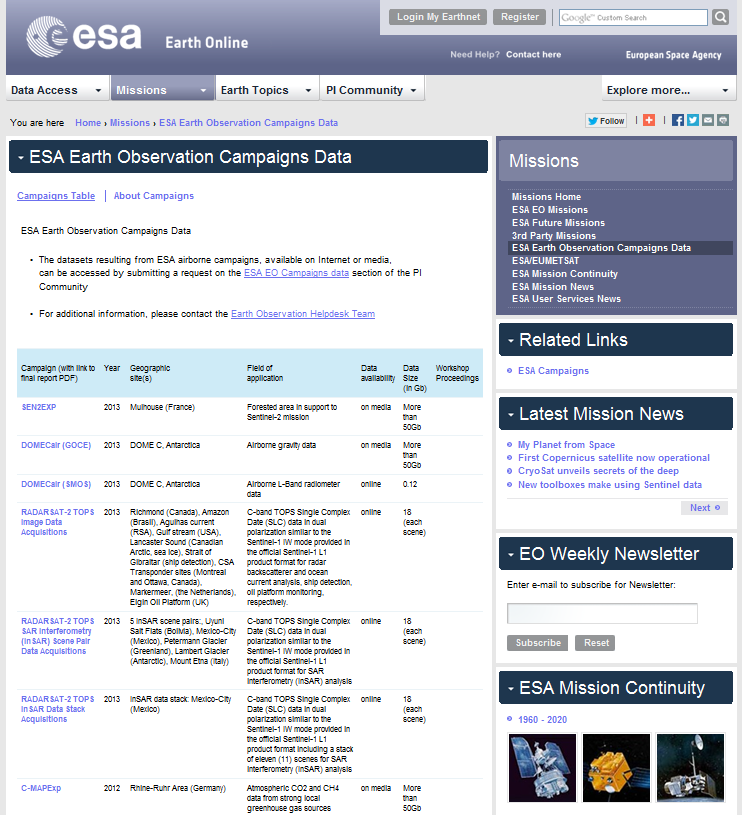 esa
Earth Online
Login My Earthnet
Register
Google™ Custom Search
Need Help? Contact here
European Space Agency
Data Access
Missions
Earth Topics
PI Community
Explore more...
You are here Home › Missions › ESA Earth Observation Campaigns Data
Follow
ESA Earth Observation Campaigns Data
Campaigns Table | About Campaigns
ESA Earth Observation Campaigns Data
• The datasets resulting from ESA airborne campaigns, available on Internet or media,
can be accessed by submitting a request on the ESA EO Campaigns data section of the PI
Community
• For additional information, please contact the Earth Observation Helpdesk Team
Campaign (with link to
final report PDF)
Year
Geographic
site(s)
Field of
application
Data
availability
Data
Size
(in Gb)
Workshop
Proceedings
SEN2EXP
2013
Mulhouse (France)
Forested area in support to
Sentinel-2 mission
on media
More
than
50Gb
DOMECair (GOCE)
2013
DOME C, Antarctica
Airborne gravity data
on media
More
than
50Gb
DOMECair (SMOS)
2013
DOME C, Antarctica
Airborne L-Band radiometer
data
online
0.12
RADARSAT-2 TOPS
Image Data
Acquisitions
2013
Richmond (Canada), Amazon
(Brasil), Agulhas current
(RSA), Gulf stream (USA),
Lancaster Sound (Canadian
Arctic, sea ice), Strait of
Gibraltar (ship detection), CSA
Transponder sites (Montreal
and Ottawa, Canada),
Markermeer, (the Netherlands),
Elgin Oil Platform (UK)
C-band TOPS Single Complex
Date (SLC) data in dual
polarization similar to the
Sentinel-1 IW mode provided in
the official Sentinel-1 L1
product format for radar
backscatterer and ocean
current analysis, ship detection,
oil platform monitoring,
respectively.
online
18
(each
scene)
RADARSAT-2 TOPS
SAR Interferometry
(InSAR) Scene Pair
Data Acquisitions
2013
5 InSAR scene pairs:, Uyuni
Salt Flats (Bolivia), Mexico-City
(Mexico), Petermann Glacier
(Greenland), Lambert Glacier
(Antarctic), Mount Etna (Italy)
C-band TOPS Single Complex
Date (SLC) data in dual
polarization similar to the
Sentinel-1 IW mode provided in
the official Sentinel-1 L1
product format for SAR
Interferometry (InSAR) analysis
online
18
(each
scene)
RADARSAT-2 TOPS
InSAR Data Stack
Acquisitions
2013
InSAR data stack: Mexico-City
(Mexico)
C-band TOPS Single Complex
Date (SLC) data in dual
polarization similar to the
Sentinel-1 IW mode provided in
the official Sentinel-1 L1
product format including a stack
of eleven (11) scenes for SAR
Interferometry (InSAR) analysis
online
18
(each
scene)
C-MAPExp
2012
Rhine-Ruhr Area (Germany)
Atmospheric CO2 and CH4
data from strong local
greenhouse gas sources
on media
More
than
50Gb
Missions
Missions Home
ESA EO Missions
ESA Future Missions
3rd Party Missions
ESA Earth Observation Campaigns Data
ESA/EUMETSAT
ESA Mission Continuity
ESA Mission News
ESA User Services News
Related Links
ESA Campaigns
Latest Mission News
My Planet from Space
First Copernicus satellite now operational
CryoSat unveils secrets of the deep
New toolboxes make using Sentinel data
Next
EO Weekly Newsletter
Enter e-mail to subscribe for Newsletter:
Subscribe
Reset
ESA Mission Continuity
1960 - 2020